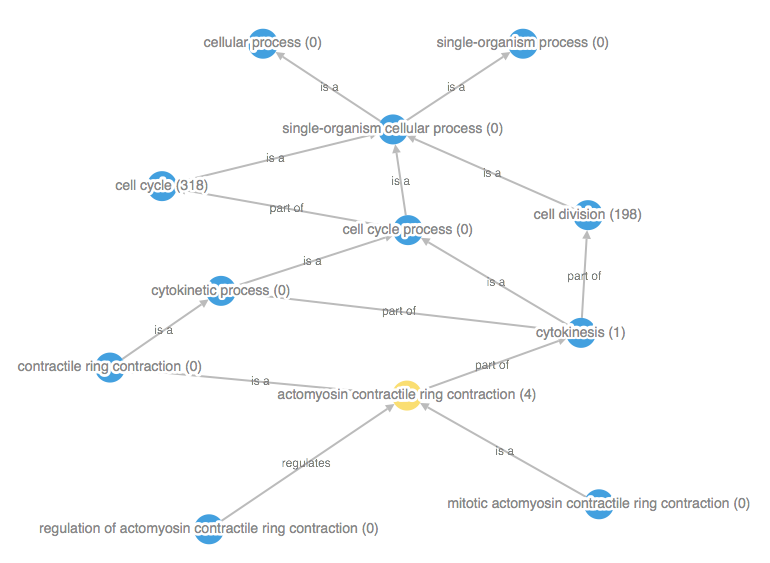 cellular process (0)
single-organism process (0)
is a
is a
single-organism cellular process (0)
is a
is a
is a
cell cycle (318)
part of
cell division (198)
cell cycle process (0)
is a
part of
is a
cytokinetic process (0)
part of
is a
cytokinesis (1)
contractile ring contraction (0)
part of
is a
actomyosin contractile ring contraction (4)
is a
regulates
mitotic actomyosin contractile ring contraction (0)
regulation of actomyosin contractile ring contraction (0)